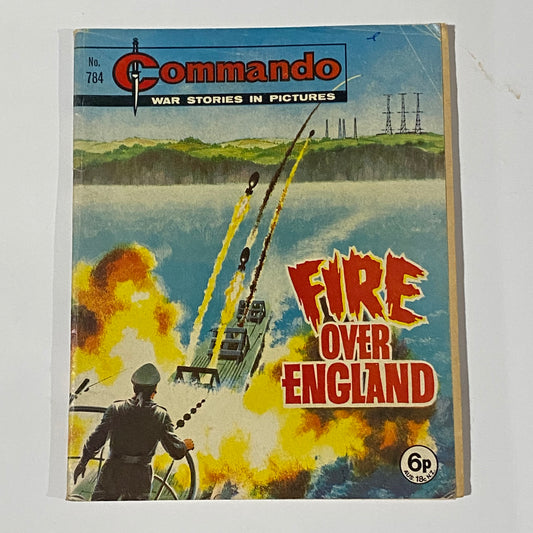 No.
784
Commando
WAR STORIES IN PICTURES
FIRE
OVER
ENGLAND
6p